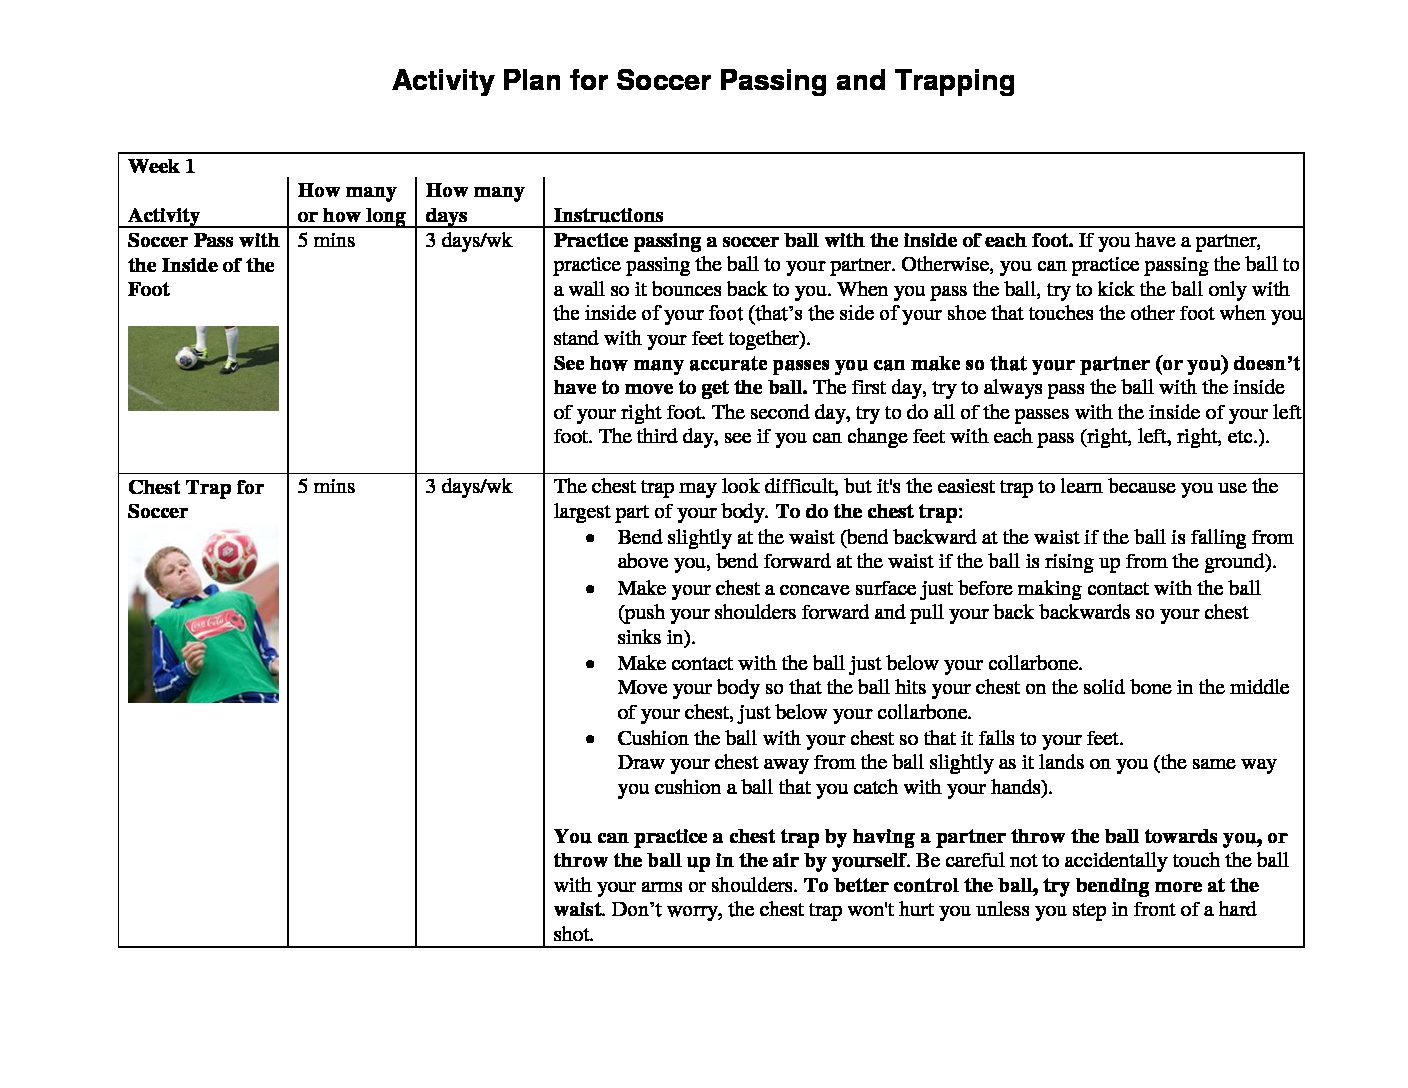 Activity Plan for Soccer Passing and Trapping
Week 1
Activity
How many
or how long
How many
days
Instructions
Soccer Pass with
the Inside of the
Foot
5 mins
3 days/wk
Practice passing a soccer ball with the inside of each foot. If you have a partner,
practice passing the ball to your partner. Otherwise, you can practice passing the ball to
a wall so it bounces back to you. When you pass the ball, try to kick the ball only with
the inside of your foot (that’s the side of your shoe that touches the other foot when you
stand with your feet together).
See how many accurate passes you can make so that your partner (or you) doesn’t
have to move to get the ball. The first day, try to always pass the ball with the inside
of your right foot. The second day, try to do all of the passes with the inside of your left
foot. The third day, see if you can change feet with each pass (right, left, right, etc.).
Chest Trap for
Soccer
Coca-Cola
5 mins
3 days/wk
The chest trap may look difficult, but it's the easiest trap to learn because you use the
largest part of your body. To do the chest trap:
• Bend slightly at the waist (bend backward at the waist if the ball is falling from
above you, bend forward at the waist if the ball is rising up from the ground).
• Make your chest a concave surface just before making contact with the ball
(push your shoulders forward and pull your back backwards so your chest
sinks in).
• Make contact with the ball just below your collarbone.
Move your body so that the ball hits your chest on the solid bone in the middle
of your chest, just below your collarbone.
• Cushion the ball with your chest so that it falls to your feet.
Draw your chest away from the ball slightly as it lands on you (the same way
you cushion a ball that you catch with your hands).
You can practice a chest trap by having a partner throw the ball towards you, or
throw the ball up in the air by yourself. Be careful not to accidentally touch the ball
with your arms or shoulders. To better control the ball, try bending more at the
waist. Don’t worry, the chest trap won't hurt you unless you step in front of a hard
shot.